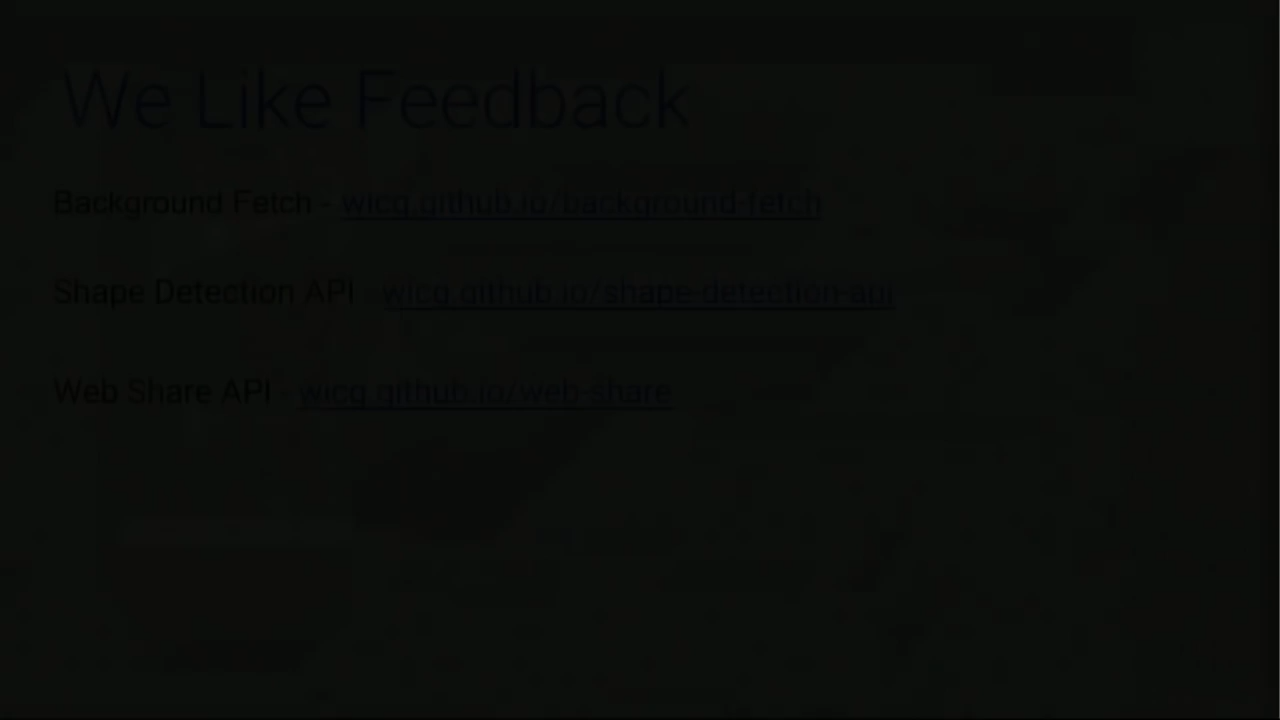 We Like Feedback
Background Fetch - wicg.github.io/background-fetch
Shape Detection API - wicg.github.io/shape-detection-api
Web Share API - wicg.github.io/web-share